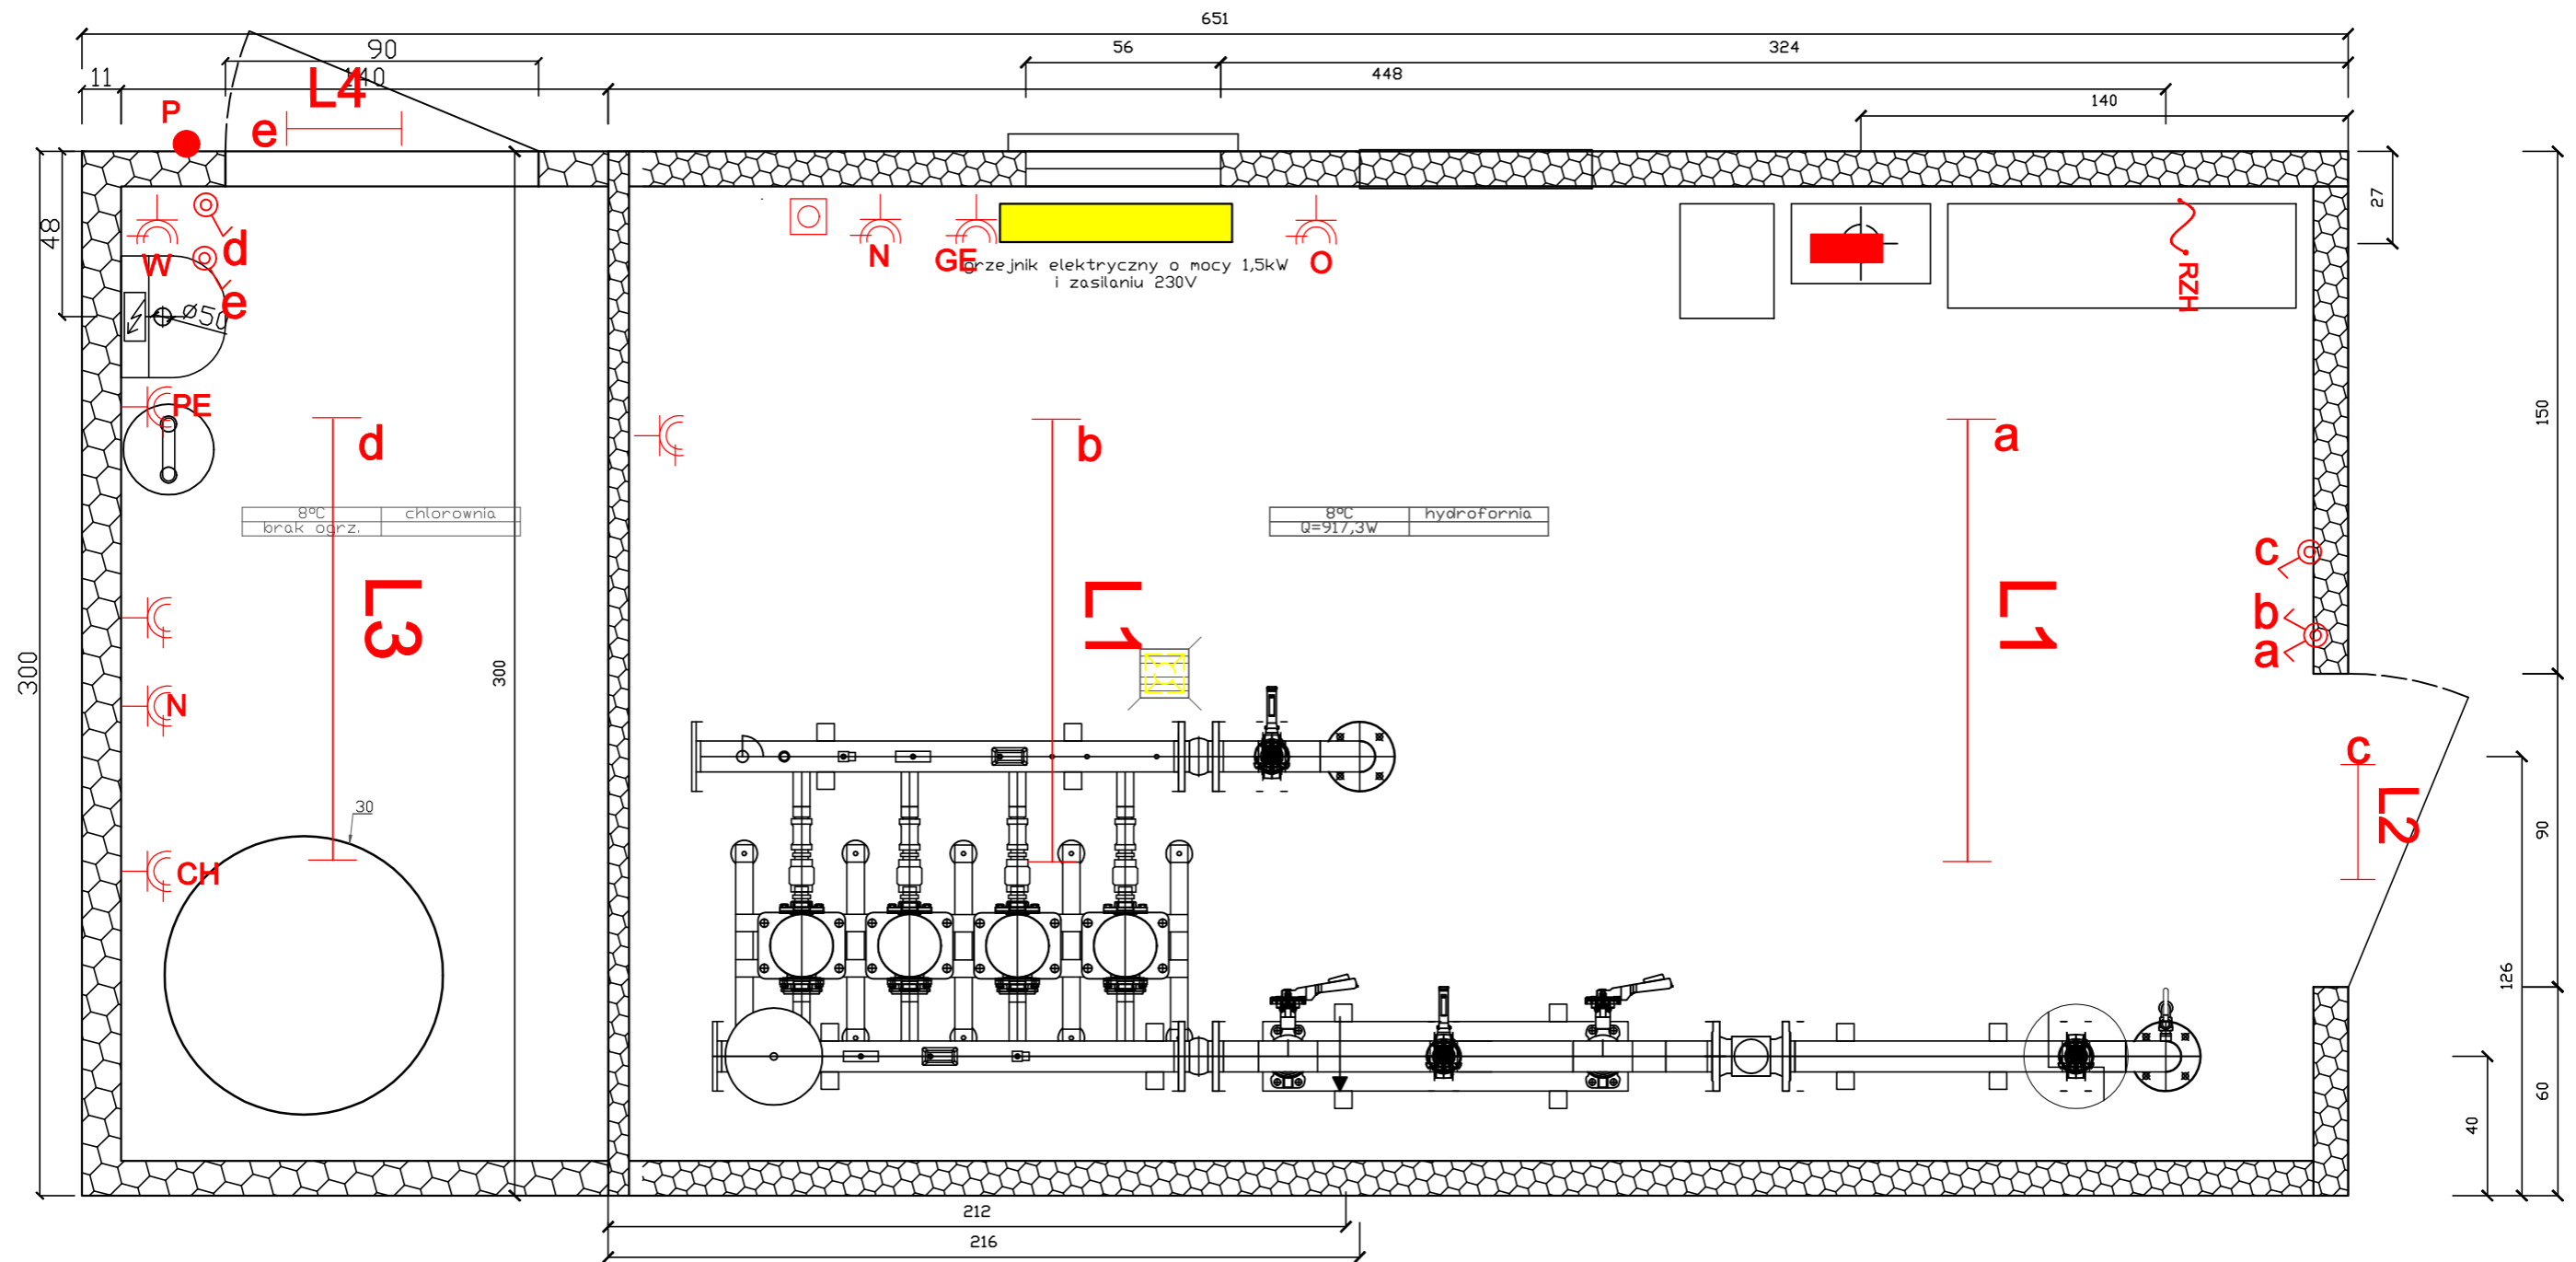 651
90
56
324
11
140
448
140
L4
P
e
27
48
W
d
e
ø50
N
GE
O
grzejnik elektryczny o mocy 1,5kW
i zasilaniu 230V
RZH
PE
d
b
a
150
8°C
chlorownia
brak ogrz.
8°C
hydrofornia
Q=917,3W
c
b
a
L3
L1
L1
300
300
N
c
L2
30
CH
90
126
40
60
212
216